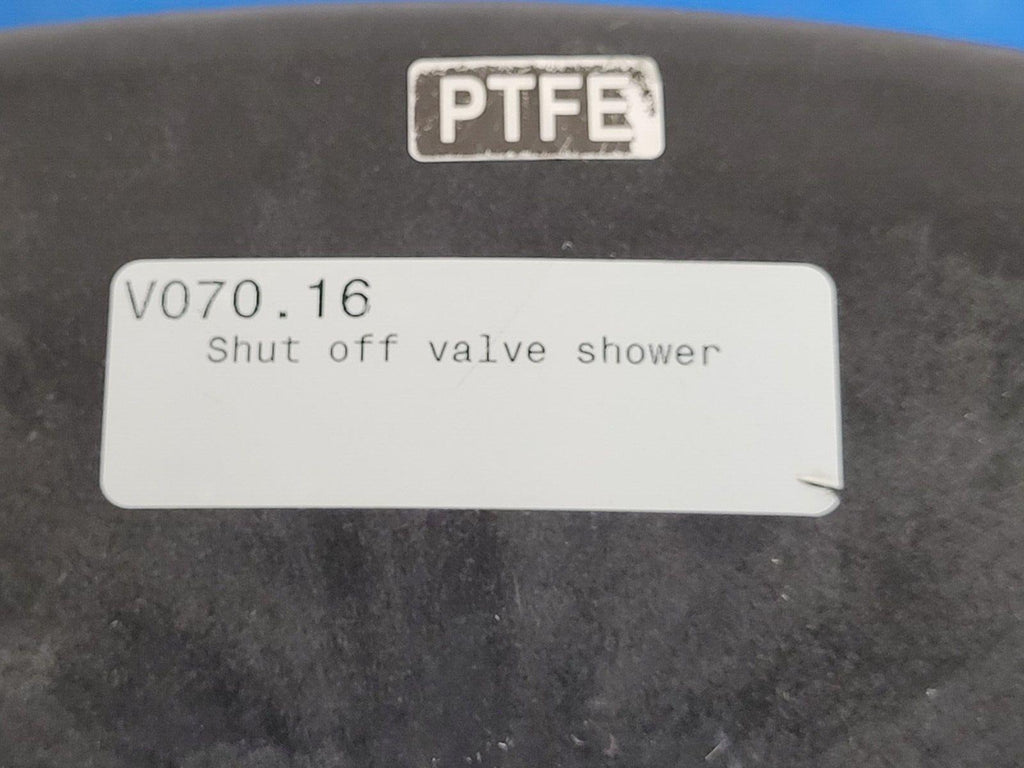 PTFE
V070.16
Shut off valve shower